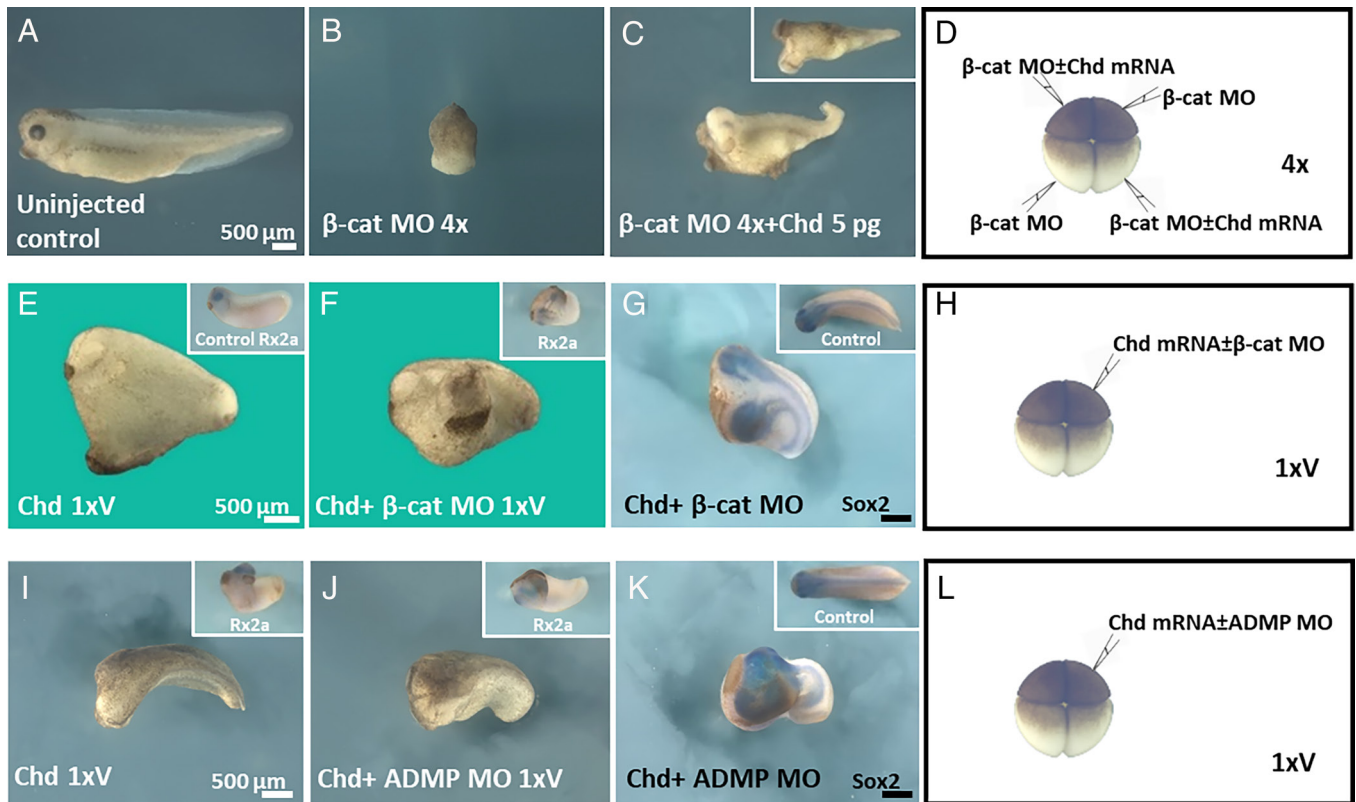 A
Uninjected
control
500 µm
B
β-cat MO 4x
C
β-cat MO 4x+Chd 5 pg
D
β-cat MO±Chd mRNA
β-cat MO
4x
β-cat MO
β-cat MO±Chd mRNA
E
Control Rx2a
Chd 1xV
500 µm
F
Rx2a
Chd+ β-cat MO 1xV
G
Control
Chd+ β-cat MO
Sox2
H
Chd mRNA±β-cat MO
1xV
I
Rx2a
Chd 1xV
500 µm
J
Rx2a
Chd+ ADMP MO 1xV
K
Control
Chd+ ADMP MO
Sox2
L
Chd mRNA±ADMP MO
1xV